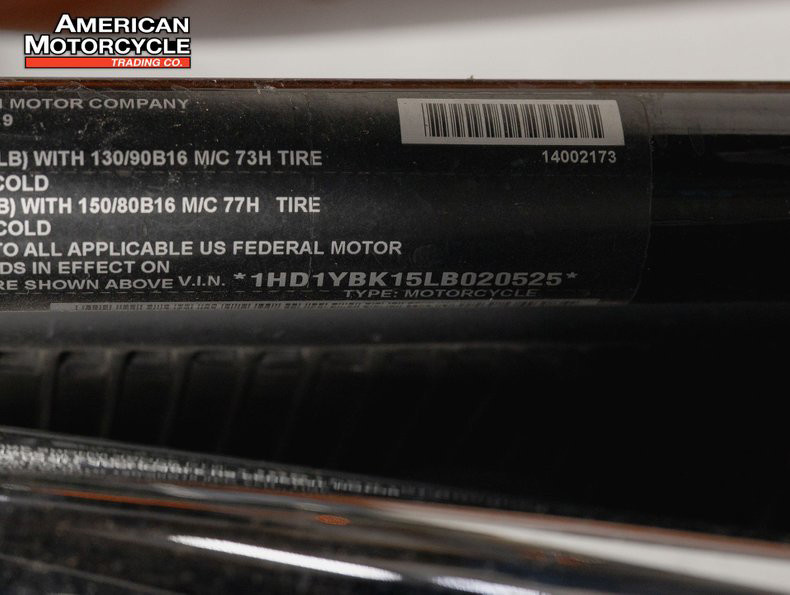 AMERICAN
MOTORCYCLE
TRADING CO.
MOTOR COMPANY
9
LB) WITH 130/90B16 M/C 73H TIRE
14002173
COLD
B) WITH 150/80B16 M/C 77H TIRE
COLD
TO ALL APPLICABLE US FEDERAL MOTOR
DS IN EFFECT ON
RE SHOWN ABOVE V.I.N. *1HD1YBK15LB020525*
TYPE: MOTORCYCLE